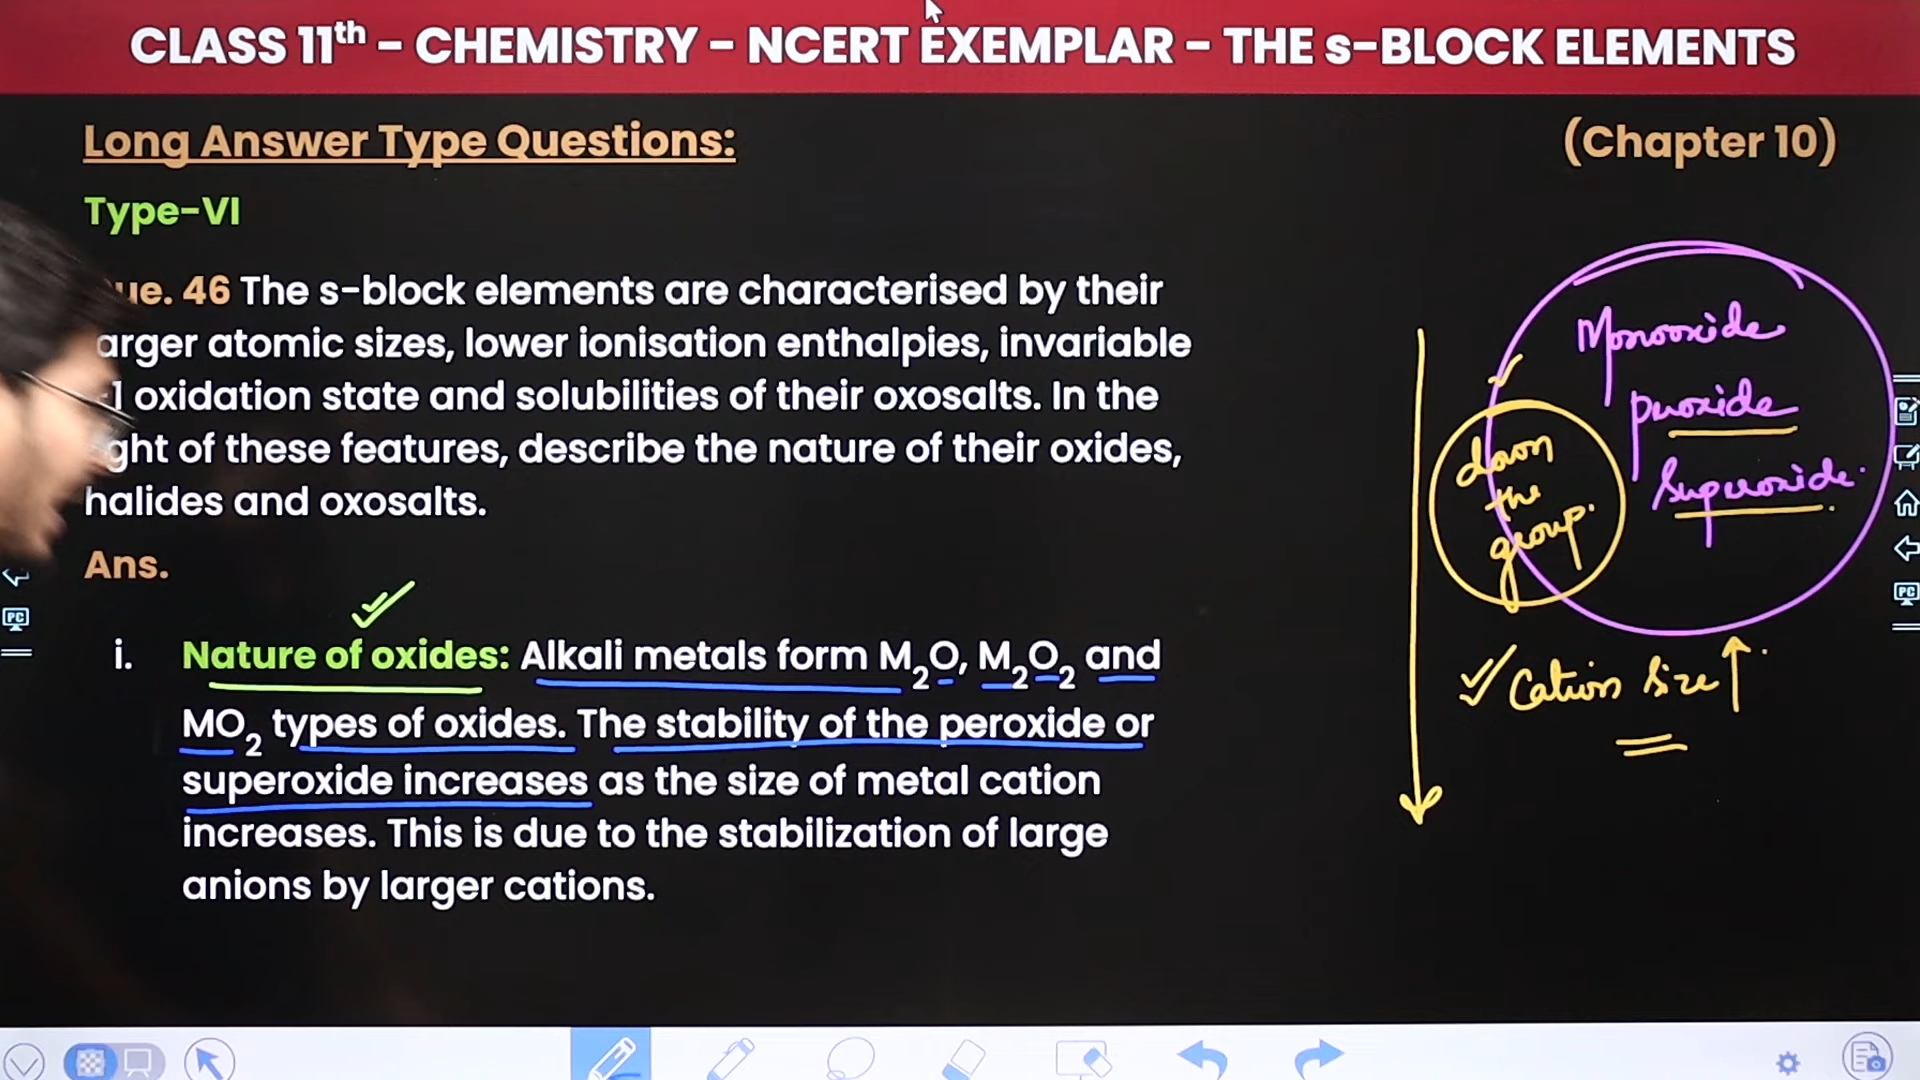 CLASS 11th - CHEMISTRY - NCERT EXEMPLAR - THE s-BLOCK ELEMENTS
Long Answer Type Questions:
(Chapter 10)
Type-VI
ue. 46 The s-block elements are characterised by their
arger atomic sizes, lower ionisation enthalpies, invariable
1 oxidation state and solubilities of their oxosalts. In the
ght of these features, describe the nature of their oxides,
halides and oxosalts.
Ans.
i. Nature of oxides: Alkali metals form M₂O, M₂O₂ and
MO₂ types of oxides. The stability of the peroxide or
superoxide increases as the size of metal cation
increases. This is due to the stabilization of large
anions by larger cations.
Monooxide
peroxide
Superoxide.
down
the
group.
Cation Size ↑
PC
PC